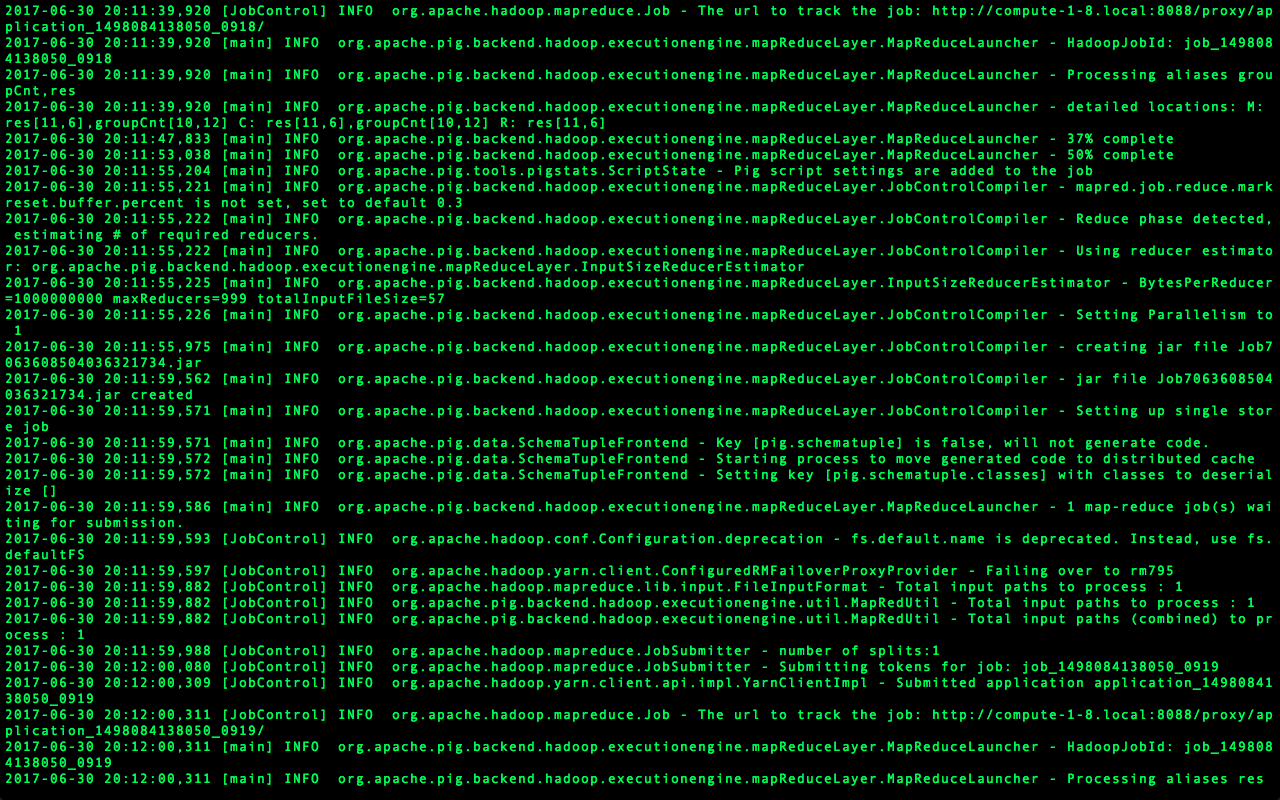 2017-06-30 20:11:39,920 [JobControl] INFO  org.apache.hadoop.mapreduce.Job - The url to track the job: http://compute-1-8.local:8088/proxy/ap
plication_1498084138050_0918/
2017-06-30 20:11:39,920 [main] INFO  org.apache.pig.backend.hadoop.executionengine.mapReduceLayer.MapReduceLauncher - HadoopJobId: job_149808
4138050_0918
2017-06-30 20:11:39,920 [main] INFO  org.apache.pig.backend.hadoop.executionengine.mapReduceLayer.MapReduceLauncher - Processing aliases grou
pCnt,res
2017-06-30 20:11:39,920 [main] INFO  org.apache.pig.backend.hadoop.executionengine.mapReduceLayer.MapReduceLauncher - detailed locations: M:
res[11,6],groupCnt[10,12] C: res[11,6],groupCnt[10,12] R: res[11,6]
2017-06-30 20:11:47,833 [main] INFO  org.apache.pig.backend.hadoop.executionengine.mapReduceLayer.MapReduceLauncher - 37% complete
2017-06-30 20:11:53,038 [main] INFO  org.apache.pig.backend.hadoop.executionengine.mapReduceLayer.MapReduceLauncher - 50% complete
2017-06-30 20:11:55,204 [main] INFO  org.apache.pig.tools.pigstats.ScriptState - Pig script settings are added to the job
2017-06-30 20:11:55,221 [main] INFO  org.apache.pig.backend.hadoop.executionengine.mapReduceLayer.JobControlCompiler - mapred.job.reduce.mark
reset.buffer.percent is not set, set to default 0.3
2017-06-30 20:11:55,222 [main] INFO  org.apache.pig.backend.hadoop.executionengine.mapReduceLayer.JobControlCompiler - Reduce phase detected,
 estimating # of required reducers.
2017-06-30 20:11:55,222 [main] INFO  org.apache.pig.backend.hadoop.executionengine.mapReduceLayer.JobControlCompiler - Using reducer estimato
r: org.apache.pig.backend.hadoop.executionengine.mapReduceLayer.InputSizeReducerEstimator
2017-06-30 20:11:55,225 [main] INFO  org.apache.pig.backend.hadoop.executionengine.mapReduceLayer.InputSizeReducerEstimator - BytesPerReducer
=1000000000 maxReducers=999 totalInputFileSize=57
2017-06-30 20:11:55,226 [main] INFO  org.apache.pig.backend.hadoop.executionengine.mapReduceLayer.JobControlCompiler - Setting Parallelism to
 1
2017-06-30 20:11:55,975 [main] INFO  org.apache.pig.backend.hadoop.executionengine.mapReduceLayer.JobControlCompiler - creating jar file Job7
063608504036321734.jar
2017-06-30 20:11:59,562 [main] INFO  org.apache.pig.backend.hadoop.executionengine.mapReduceLayer.JobControlCompiler - jar file Job7063608504
036321734.jar created
2017-06-30 20:11:59,571 [main] INFO  org.apache.pig.backend.hadoop.executionengine.mapReduceLayer.JobControlCompiler - Setting up single stor
e job
2017-06-30 20:11:59,571 [main] INFO  org.apache.pig.data.SchemaTupleFrontend - Key [pig.schematuple] is false, will not generate code.
2017-06-30 20:11:59,572 [main] INFO  org.apache.pig.data.SchemaTupleFrontend - Starting process to move generated code to distributed cache
2017-06-30 20:11:59,572 [main] INFO  org.apache.pig.data.SchemaTupleFrontend - Setting key [pig.schematuple.classes] with classes to deserial
ize []
2017-06-30 20:11:59,586 [main] INFO  org.apache.pig.backend.hadoop.executionengine.mapReduceLayer.MapReduceLauncher - 1 map-reduce job(s) wai
ting for submission.
2017-06-30 20:11:59,593 [JobControl] INFO  org.apache.hadoop.conf.Configuration.deprecation - fs.default.name is deprecated. Instead, use fs.
defaultFS
2017-06-30 20:11:59,597 [JobControl] INFO  org.apache.hadoop.yarn.client.ConfiguredRMFailoverProxyProvider - Failing over to rm795
2017-06-30 20:11:59,882 [JobControl] INFO  org.apache.hadoop.mapreduce.lib.input.FileInputFormat - Total input paths to process : 1
2017-06-30 20:11:59,882 [JobControl] INFO  org.apache.pig.backend.hadoop.executionengine.util.MapRedUtil - Total input paths to process : 1
2017-06-30 20:11:59,882 [JobControl] INFO  org.apache.pig.backend.hadoop.executionengine.util.MapRedUtil - Total input paths (combined) to pr
ocess : 1
2017-06-30 20:11:59,988 [JobControl] INFO  org.apache.hadoop.mapreduce.JobSubmitter - number of splits:1
2017-06-30 20:12:00,080 [JobControl] INFO  org.apache.hadoop.mapreduce.JobSubmitter - Submitting tokens for job: job_1498084138050_0919
2017-06-30 20:12:00,309 [JobControl] INFO  org.apache.hadoop.yarn.client.api.impl.YarnClientImpl - Submitted application application_14980841
38050_0919
2017-06-30 20:12:00,311 [JobControl] INFO  org.apache.hadoop.mapreduce.Job - The url to track the job: http://compute-1-8.local:8088/proxy/ap
plication_1498084138050_0919/
2017-06-30 20:12:00,311 [main] INFO  org.apache.pig.backend.hadoop.executionengine.mapReduceLayer.MapReduceLauncher - HadoopJobId: job_149808
4138050_0919
2017-06-30 20:12:00,311 [main] INFO  org.apache.pig.backend.hadoop.executionengine.mapReduceLayer.MapReduceLauncher - Processing aliases res